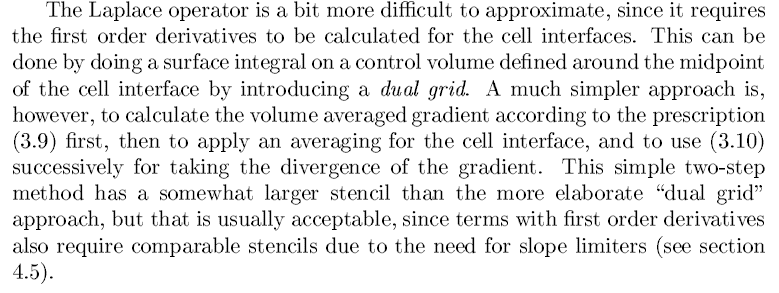 The Laplace operator is a bit more difficult to approximate, since it requires
the first order derivatives to be calculated for the cell interfaces. This can be
done by doing a surface integral on a control volume defined around the midpoint
of the cell interface by introducing a dual grid. A much simpler approach is,
however, to calculate the volume averaged gradient according to the prescription
(3.9) first, then to apply an averaging for the cell interface, and to use (3.10)
successively for taking the divergence of the gradient. This simple two-step
method has a somewhat larger stencil than the more elaborate “dual grid”
approach, but that is usually acceptable, since terms with first order derivatives
also require comparable stencils due to the need for slope limiters (see section
4.5).